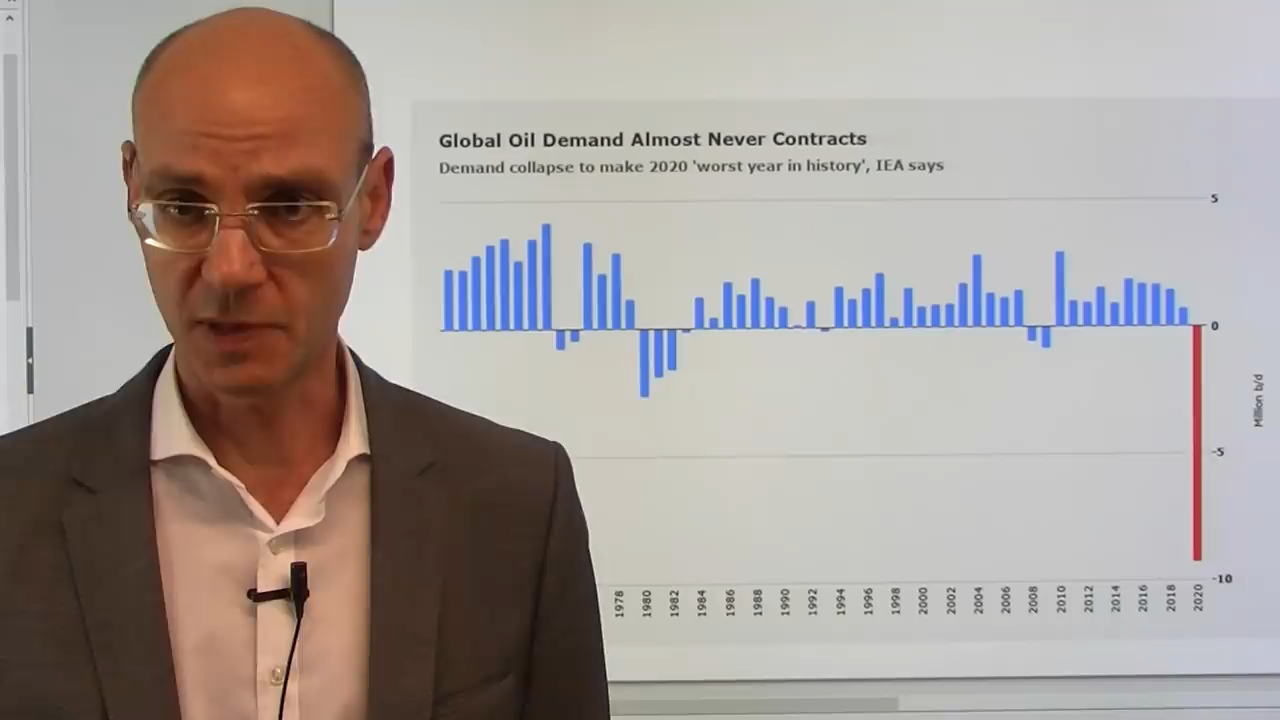 Global Oil Demand Almost Never Contracts
Demand collapse to make 2020 'worst year in history', IEA says
5
0
-5
-10
Million b/d
1978 1980 1982 1984 1986 1988 1990 1992 1994 1996 1998 2000 2002 2004 2006 2008 2010 2012 2014 2016 2018 2020